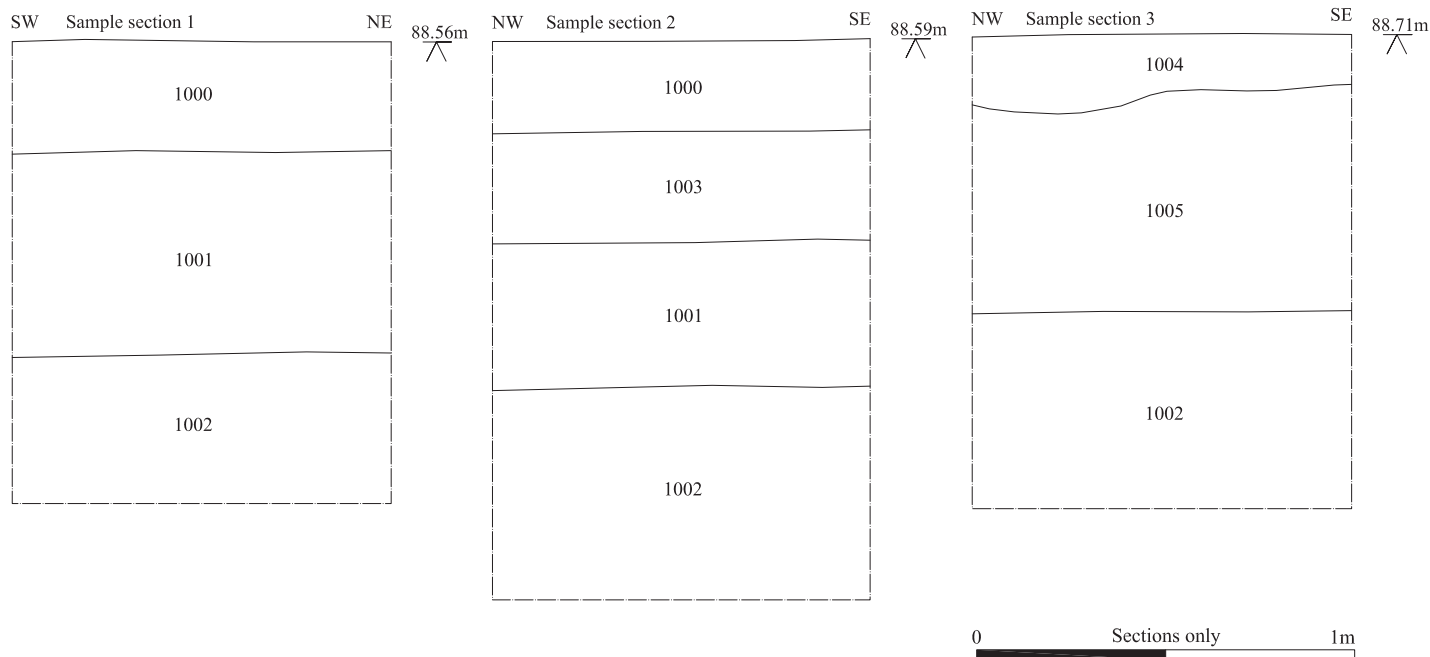 SW Sample section 1 NE
88.56m
1000
1001
1002
NW Sample section 2 SE
88.59m
1000
1003
1001
1002
NW Sample section 3 SE
88.71m
1004
1005
1002
0 Sections only 1m